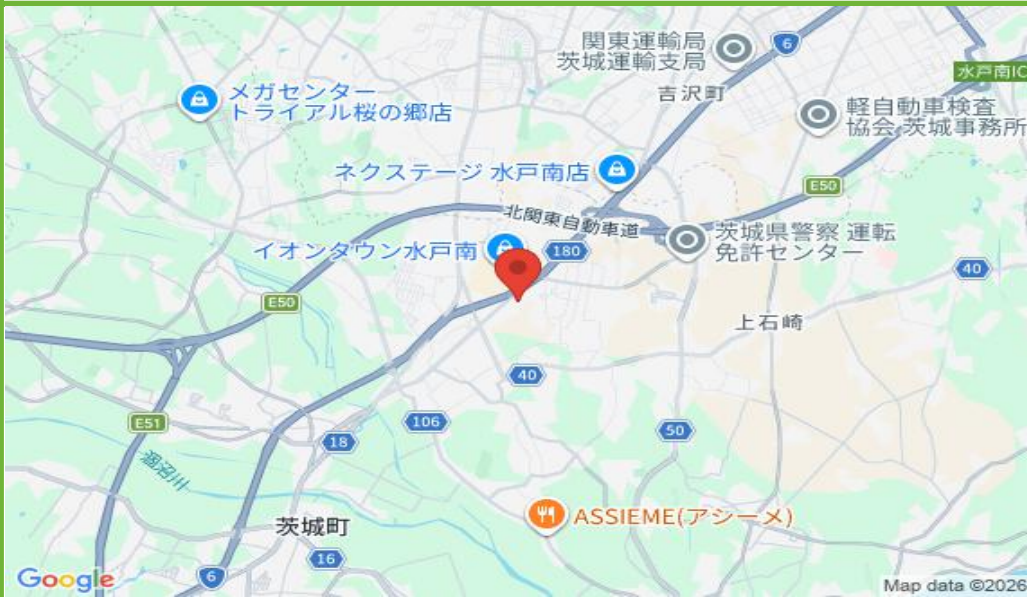 関東運輸局
茨城運輸支局
6
水戸南IC
メガセンター
トライアル桜の郷店
吉沢町
軽自動車検査
協会 茨城事務所
ネクステージ 水戸南店
E50
北関東自動車道
茨城県警察 運転
免許センター
イオンタウン水戸南
180
40
E50
上石崎
40
E51
106
50
18
涸沼川
ASSIEME(アシーメ)
茨城町
16
6
Google
Map data ©2026